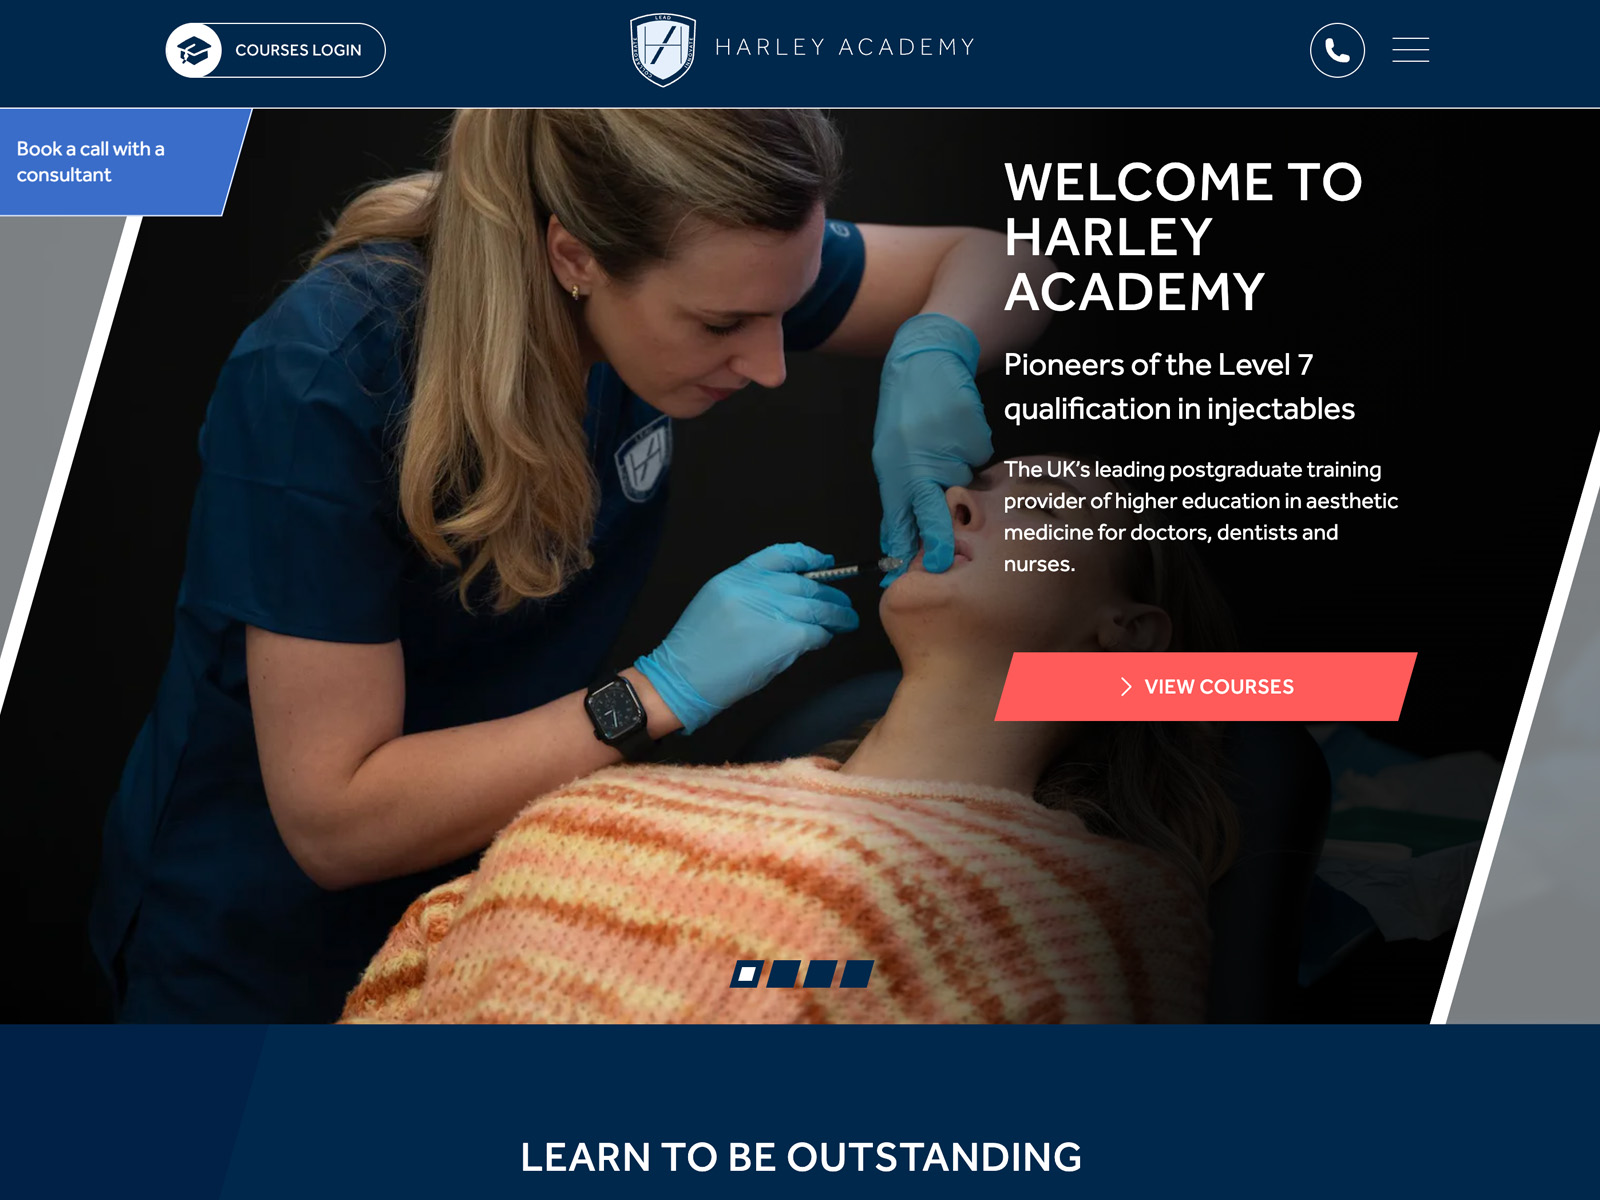 COURSES LOGIN
HARLEY ACADEMY
LEAD
Book a call with a
consultant
WELCOME TO
HARLEY
ACADEMY
Pioneers of the Level 7
qualification in injectables
The UK's leading postgraduate training
provider of higher education in aesthetic
medicine for doctors, dentists and
nurses.
VIEW COURSES
LEARN TO BE OUTSTANDING